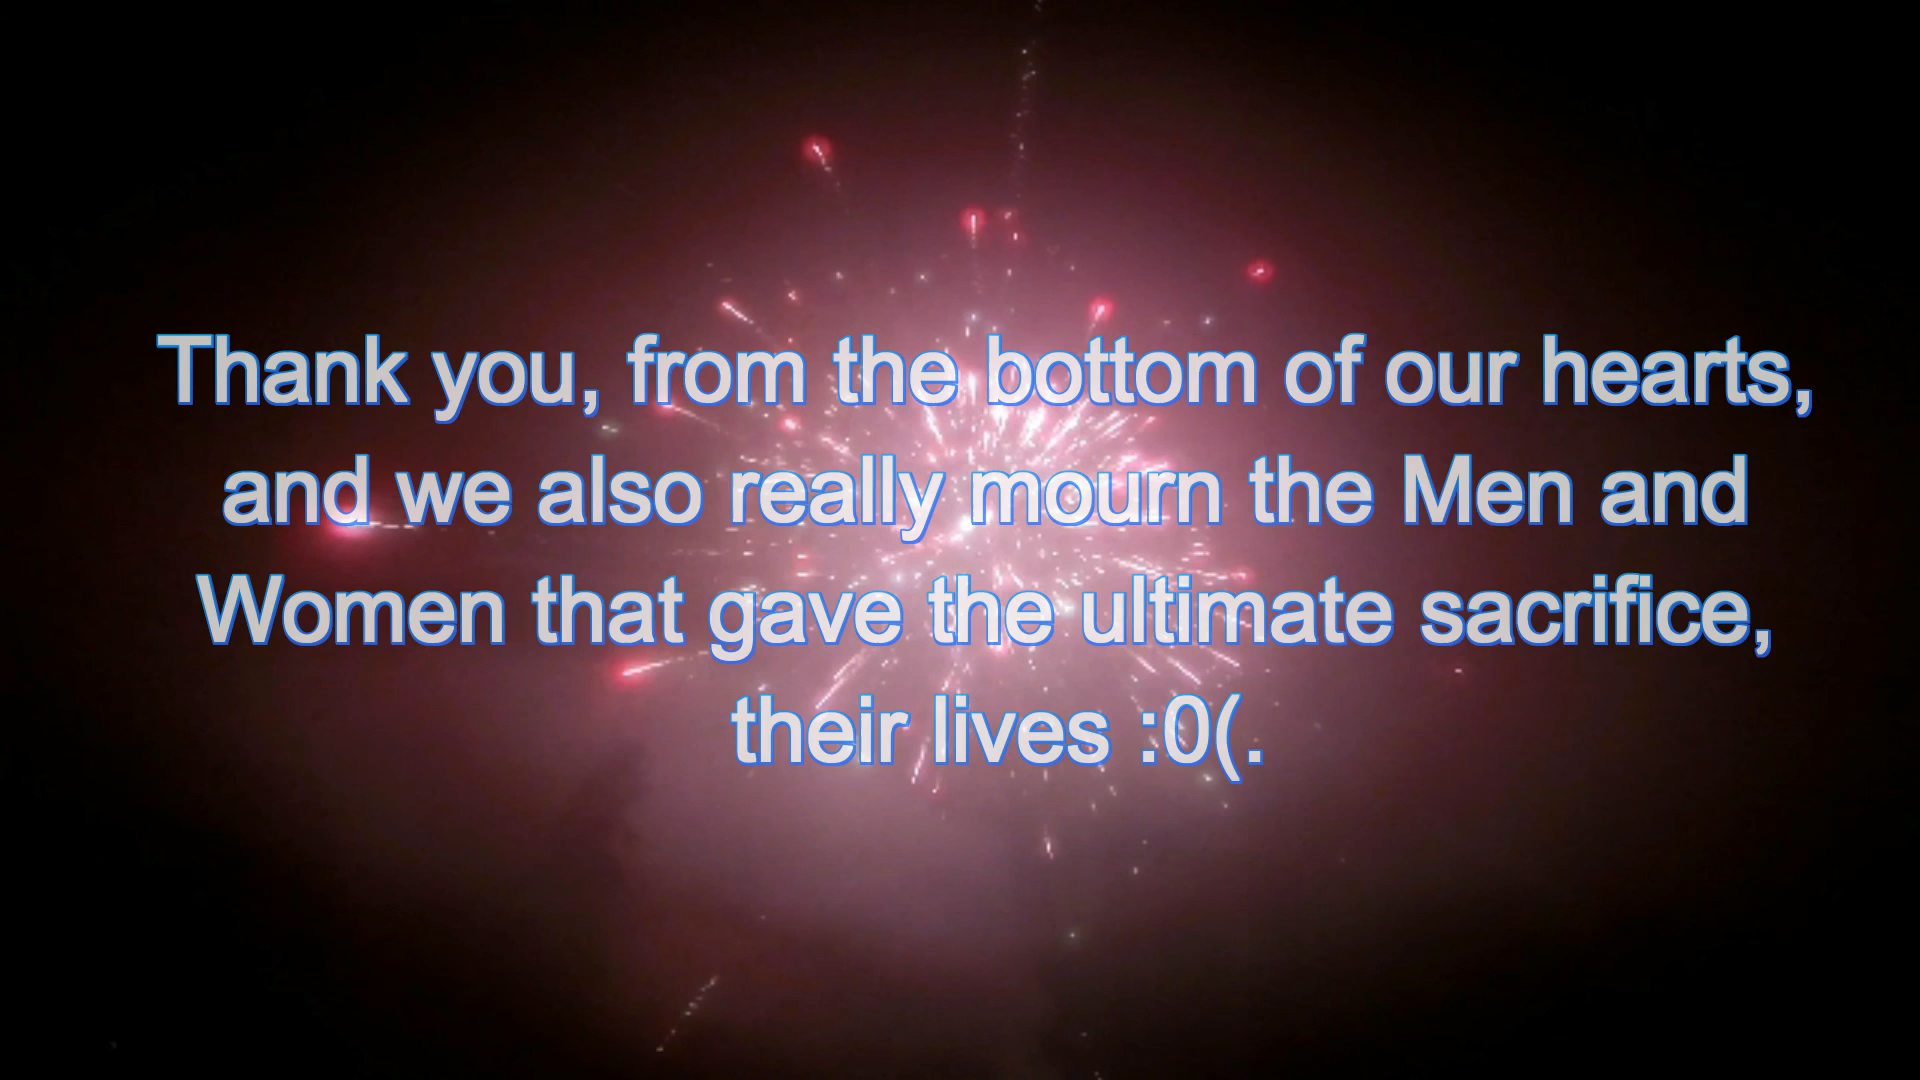 Thank you, from the bottom of our hearts,
and we also really mourn the Men and
Women that gave the ultimate sacrifice,
their lives :0(.